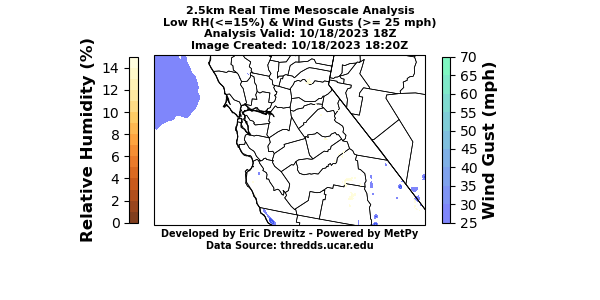 2.5km Real Time Mesoscale Analysis
Low RH(<=15%) & Wind Gusts (>= 25 mph)
Analysis Valid: 10/18/2023 18Z
Image Created: 10/18/2023 18:20Z
Relative Humidity (%)
14
12
10
8
6
4
2
0
70
65
60
55
50
45
40
35
30
25
Wind Gust (mph)
Developed by Eric Drewitz - Powered by MetPy
Data Source: thredds.ucar.edu